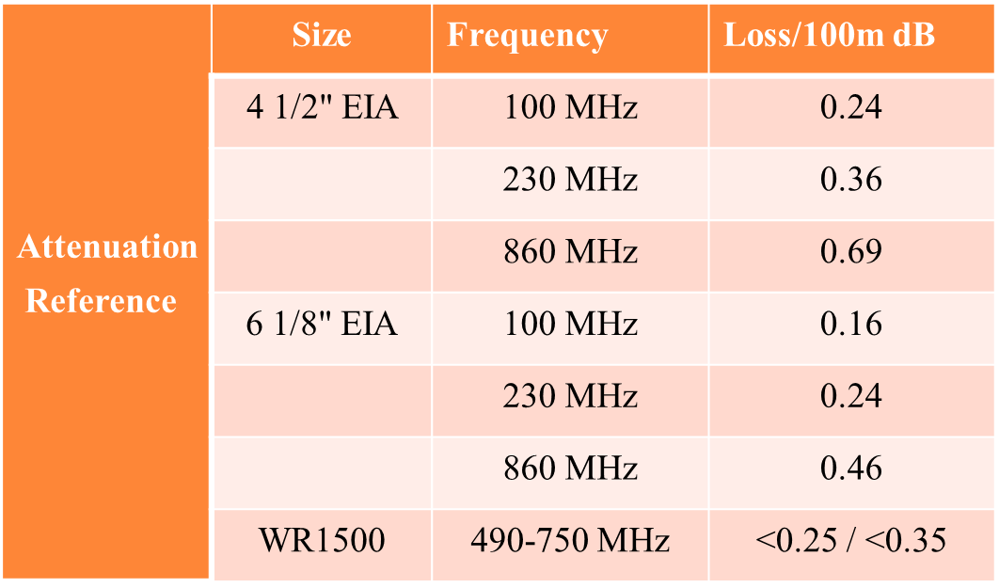 Size Frequency Loss/100m dB
Attenuation
Reference
4 1/2" EIA 100 MHz 0.24
230 MHz 0.36
860 MHz 0.69
6 1/8" EIA 100 MHz 0.16
230 MHz 0.24
860 MHz 0.46
WR1500 490-750 MHz <0.25 / <0.35